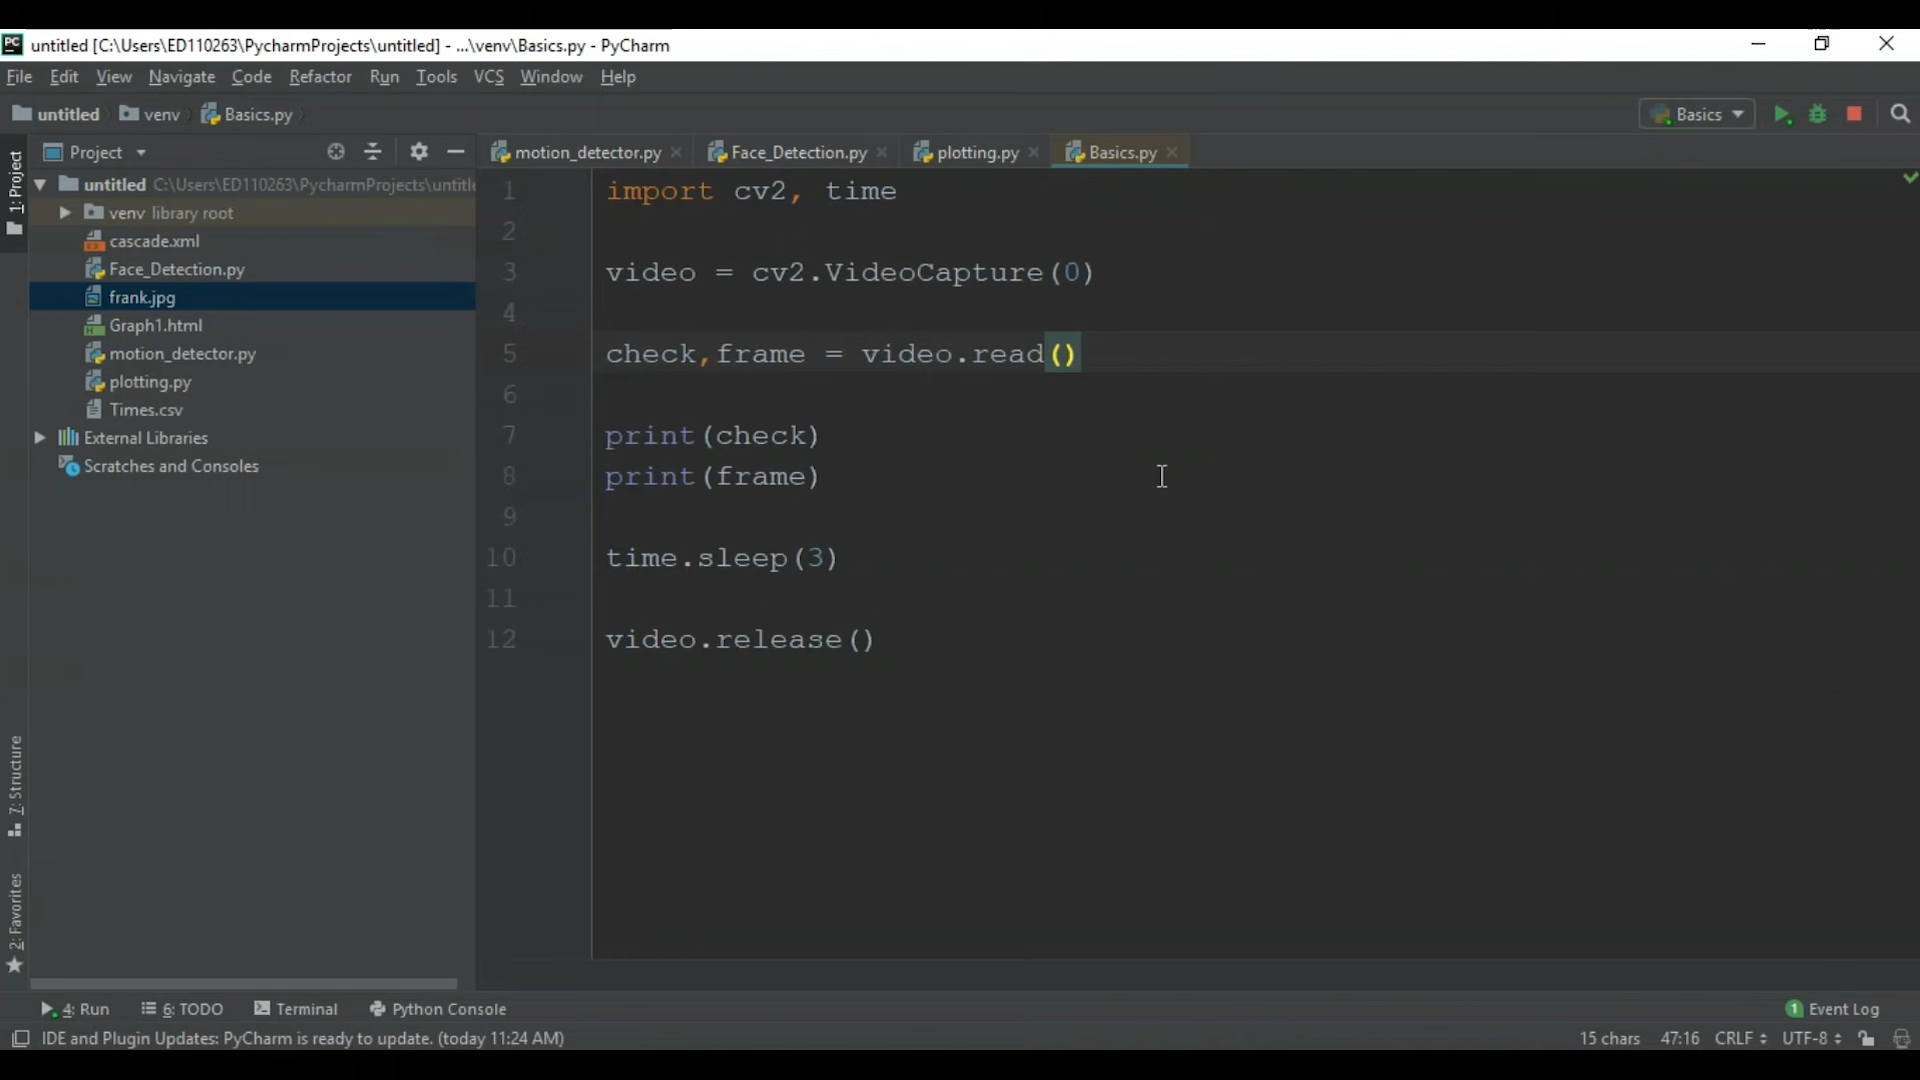 untitled [C:\Users\ED110263\PycharmProjects\untitled] - ...\venv\Basics.py - PyCharm
File Edit View Navigate Code Refactor Run Tools VCS Window Help
untitled venv Basics.py Basics
Project motion_detector.py Face_Detection.py plotting.py Basics.py
1: Project
untitled C:\Users\ED110263\PycharmProjects\untitle
venv library root
cascade.xml
Face_Detection.py
frank.jpg
Graph1.html
motion_detector.py
plotting.py
Times.csv
External Libraries
Scratches and Consoles
7: Structure
2: Favorites
1 import cv2, time
2
3 video = cv2.VideoCapture(0)
4
5 check,frame = video.read()
6
7 print(check)
8 print(frame)
9
10 time.sleep(3)
11
12 video.release()
4: Run 6: TODO Terminal Python Console 1 Event Log
IDE and Plugin Updates: PyCharm is ready to update. (today 11:24 AM) 15 chars 47:16 CRLF UTF-8